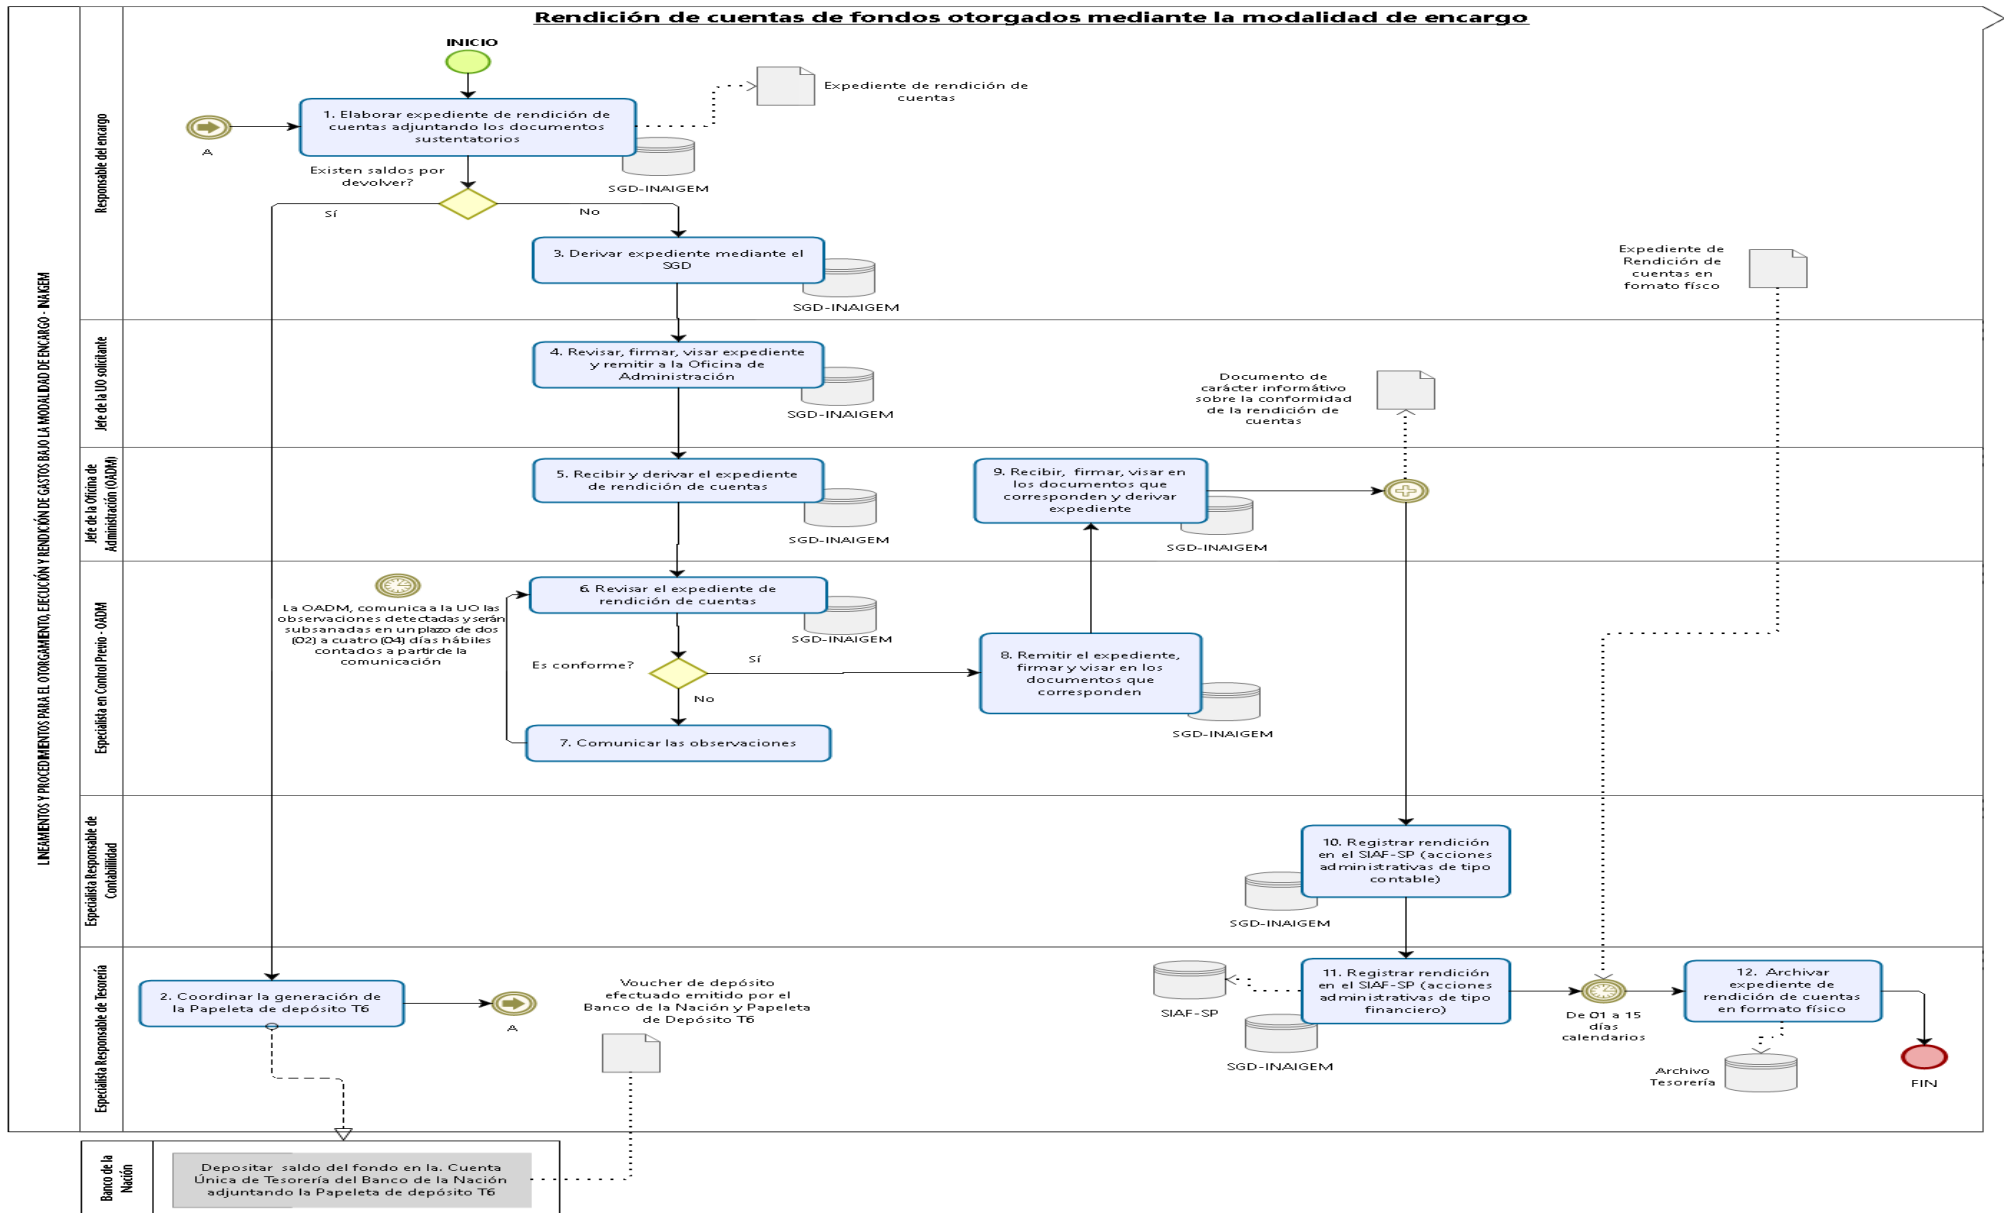 Rendición de cuentas de fondos otorgados mediante la modalidad de encargo
LINEAMIENTOS Y PROCEDIMIENTOS PARA EL OTORGAMIENTO, EJECUCIÓN Y RENDICIÓN DE GASTOS BAJO LA MODALIDAD DE ENCARGO - INAIGEM
Responsable del encargo
INICIO
Expediente de rendición de
cuentas
1. Elaborar expediente de rendición de
cuentas adjuntando los documentos
sustentatorios
A
SGD-INAIGEM
Existen saldos por
devolver?
Sí
No
3. Derivar expediente mediante el
SGD
SGD-INAIGEM
Expediente de
Rendición de
cuentas en
fomato físco
Jefe de la UO solicitante
4. Revisar, firmar, visar expediente
y remitir a la Oficina de
Administración
SGD-INAIGEM
Documento de
carácter informátivo
sobre la conformidad
de la rendición de
cuentas
Jefe de la Oficina de
Administración (OADM)
5. Recibir y derivar el expediente
de rendición de cuentas
SGD-INAIGEM
9. Recibir, firmar, visar en
los documentos que
corresponden y derivar
expediente
SGD-INAIGEM
Especialista en Control Previo - OADM
La OADM, comunica a la UO las
observaciones detectadas y serán
subsanadas en un plazo de dos
(02) a cuatro (04) días hábiles
contados a partir de la
comunicación
6. Revisar el expediente de
rendición de cuentas
SGD-INAIGEM
Es conforme?
Sí
No
7. Comunicar las observaciones
8. Remitir el expediente,
firmar y visar en los
documentos que
corresponden
SGD-INAIGEM
Especialista Responsable de
Contabilidad
10. Registrar rendición
en el SIAF-SP (acciones
administrativas de tipo
contable)
SGD-INAIGEM
Especialista Responsable de Tesorería
2. Coordinar la generación de
la Papeleta de depósito T6
A
Voucher de depósito
efectuado emitido por el
Banco de la Nación y Papeleta
de Depósito T6
SIAF-SP
11. Registrar rendición
en el SIAF-SP (acciones
administrativas de tipo
financiero)
SGD-INAIGEM
De 01 a 15
días
calendarios
12. Archivar
expediente de
rendición de cuentas
en formato físico
Archivo
Tesorería
FIN
Banco de la
Nación
Depositar saldo del fondo en la. Cuenta
Única de Tesorería del Banco de la Nación
adjuntando la Papeleta de depósito T6